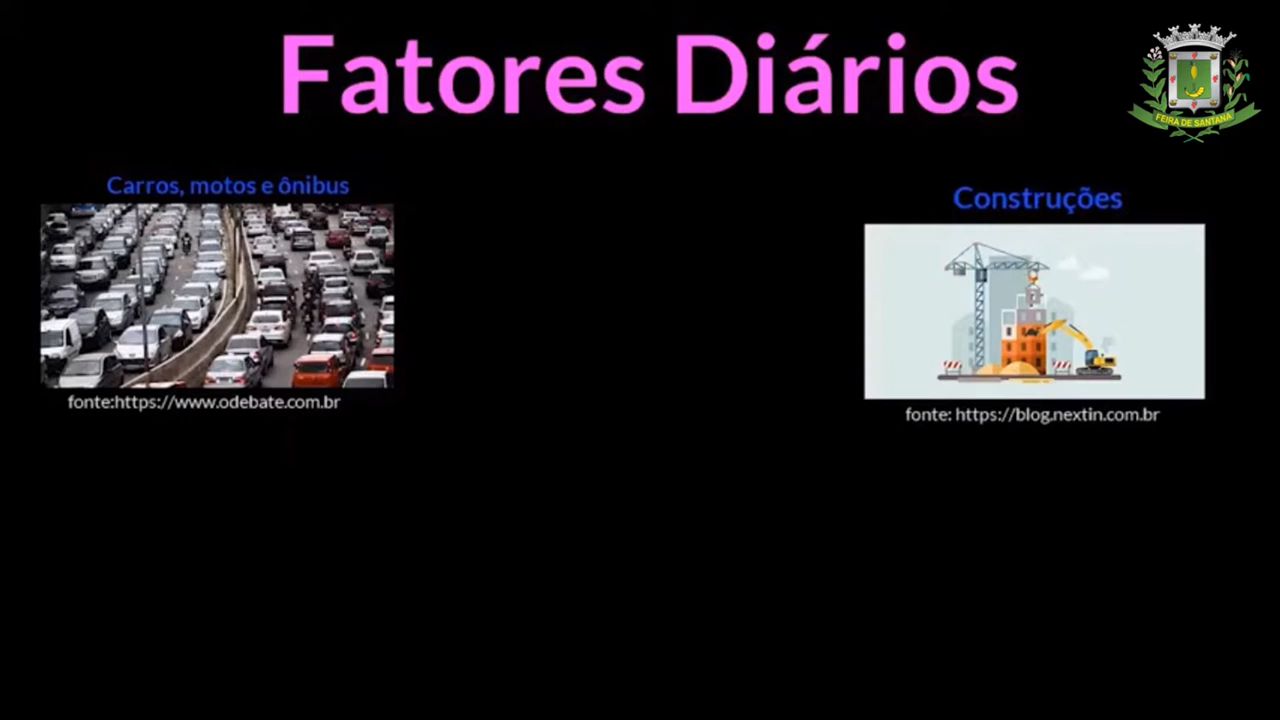 Fatores Diários
FEIRA DE SANTANA
Carros, motos e ônibus
Construções
fonte:https://www.odebate.com.br
fonte: https://blog.nextin.com.br